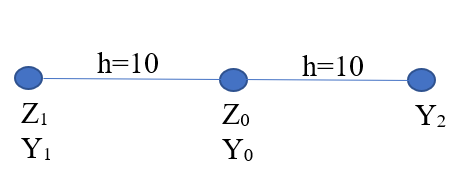 h=10 h=10
Z₁ Z₀ Y₂
Y₁ Y₀